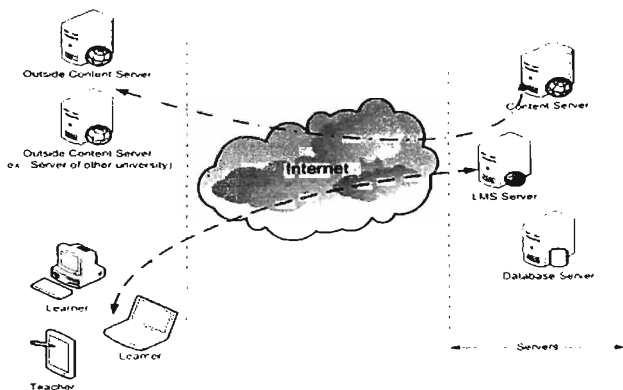 Outside Content Server
Outside Content Server
ex. Server of other university)
Internet
Content Server
LMS Server
Database Server
Learner
Learner
Teacher
Servers